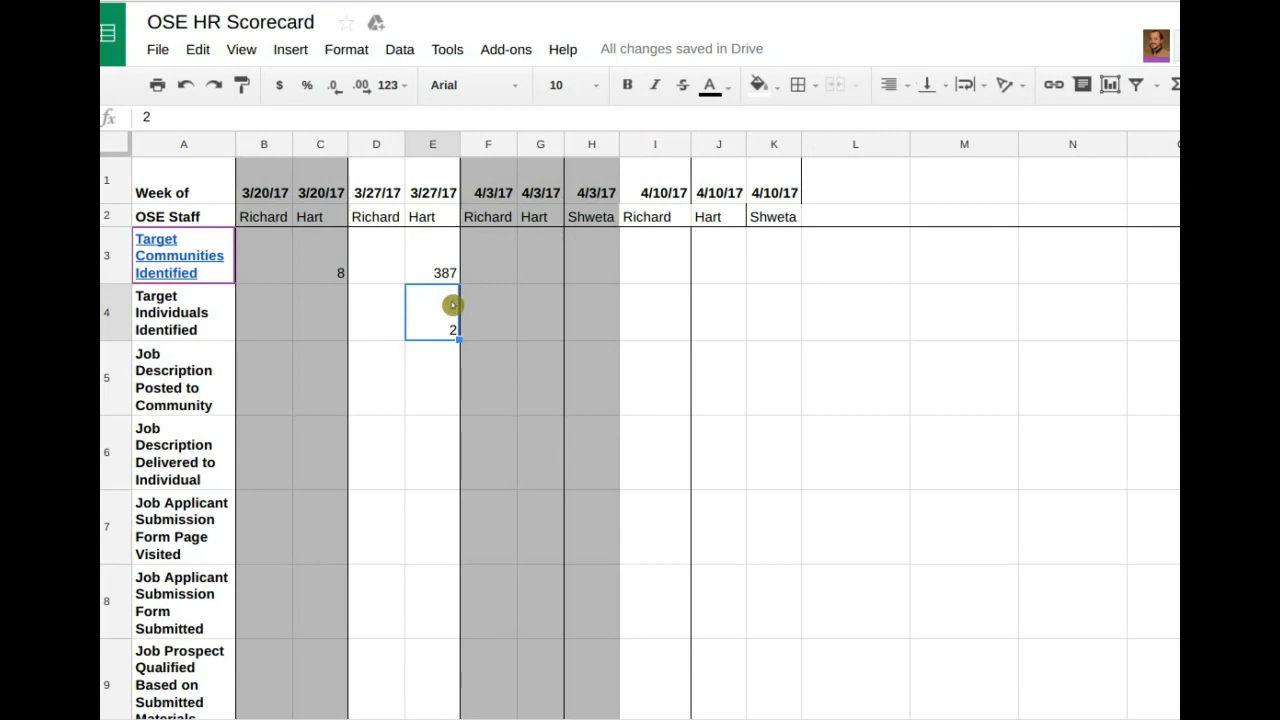 OSE HR Scorecard
File Edit View Insert Format Data Tools Add-ons Help All changes saved in Drive
$ % .0 .00 123 Arial 10 B I S A Σ
fx 2
A B C D E F G H I J K L M N
1 Week of 3/20/17 3/20/17 3/27/17 3/27/17 4/3/17 4/3/17 4/3/17 4/10/17 4/10/17 4/10/17
2 OSE Staff Richard Hart Richard Hart Richard Hart Shweta Richard Hart Shweta
Target
3 Communities
Identified 8 387
Target
4 Individuals
Identified 2
Job
Description
5 Posted to
Community
Job
Description
6 Delivered to
Individual
Job Applicant
Submission
7 Form Page
Visited
Job Applicant
Submission
8 Form
Submitted
Job Prospect
Qualified
9 Based on
Submitted
Materials